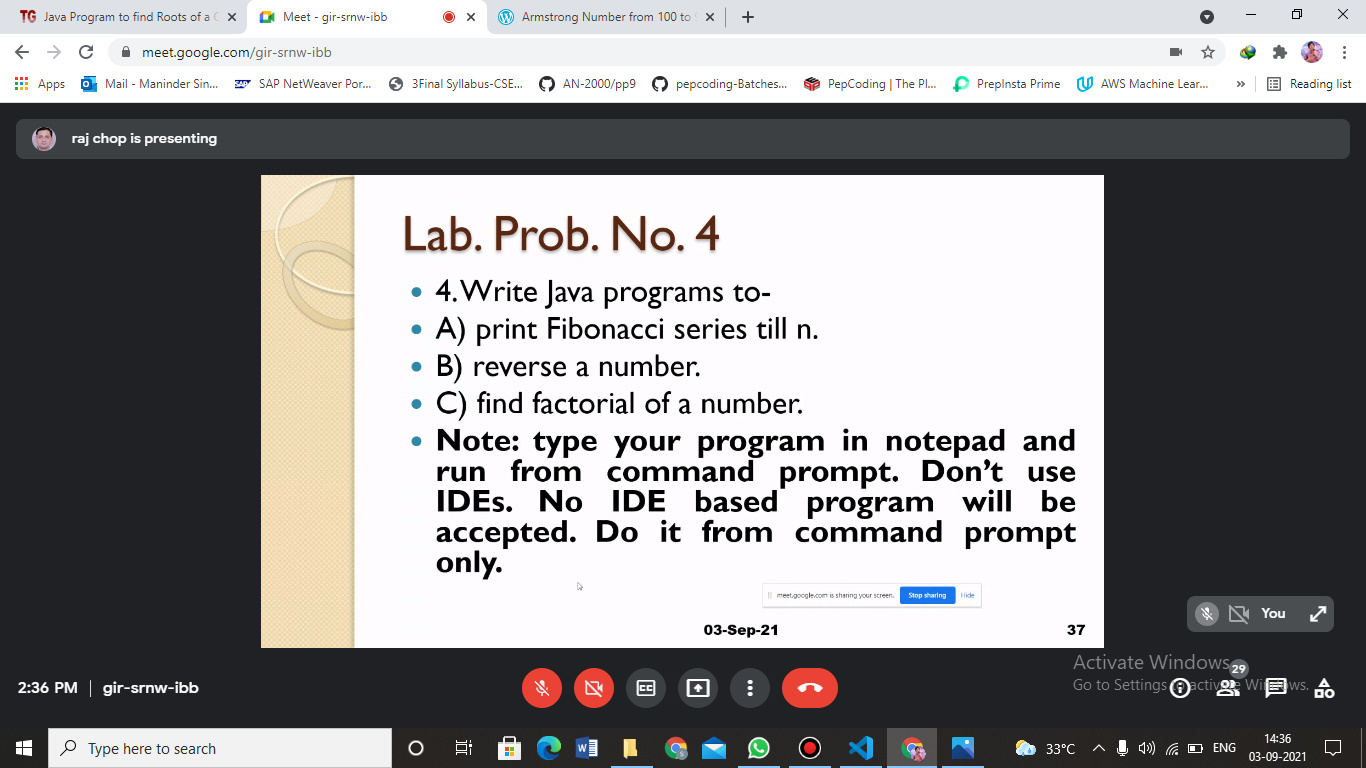 Java Program to find Roots of a
Meet - gir-srnw-ibb
Armstrong Number from 100 to
meet.google.com/gir-srnw-ibb
Apps
Mail - Maninder Sin...
SAP NetWeaver Por...
3Final Syllabus-CSE...
AN-2000/pp9
pepcoding-Batches...
PepCoding | The Pl...
PrepInsta Prime
AWS Machine Lear...
»
Reading list
raj chop is presenting
Lab. Prob. No. 4
• 4. Write Java programs to-
• A) print Fibonacci series till n.
• B) reverse a number.
• C) find factorial of a number.
• Note: type your program in notepad and
run from command prompt. Don't use
IDEs. No IDE based program will be
accepted. Do it from command prompt
only.
meet.google.com is sharing your screen.
Stop sharing
Hide
03-Sep-21
37
You
Activate Windows
Go to Settings to activate Windows.
29
2:36 PM | gir-srnw-ibb
Type here to search
33°C
ENG
14:36
03-09-2021